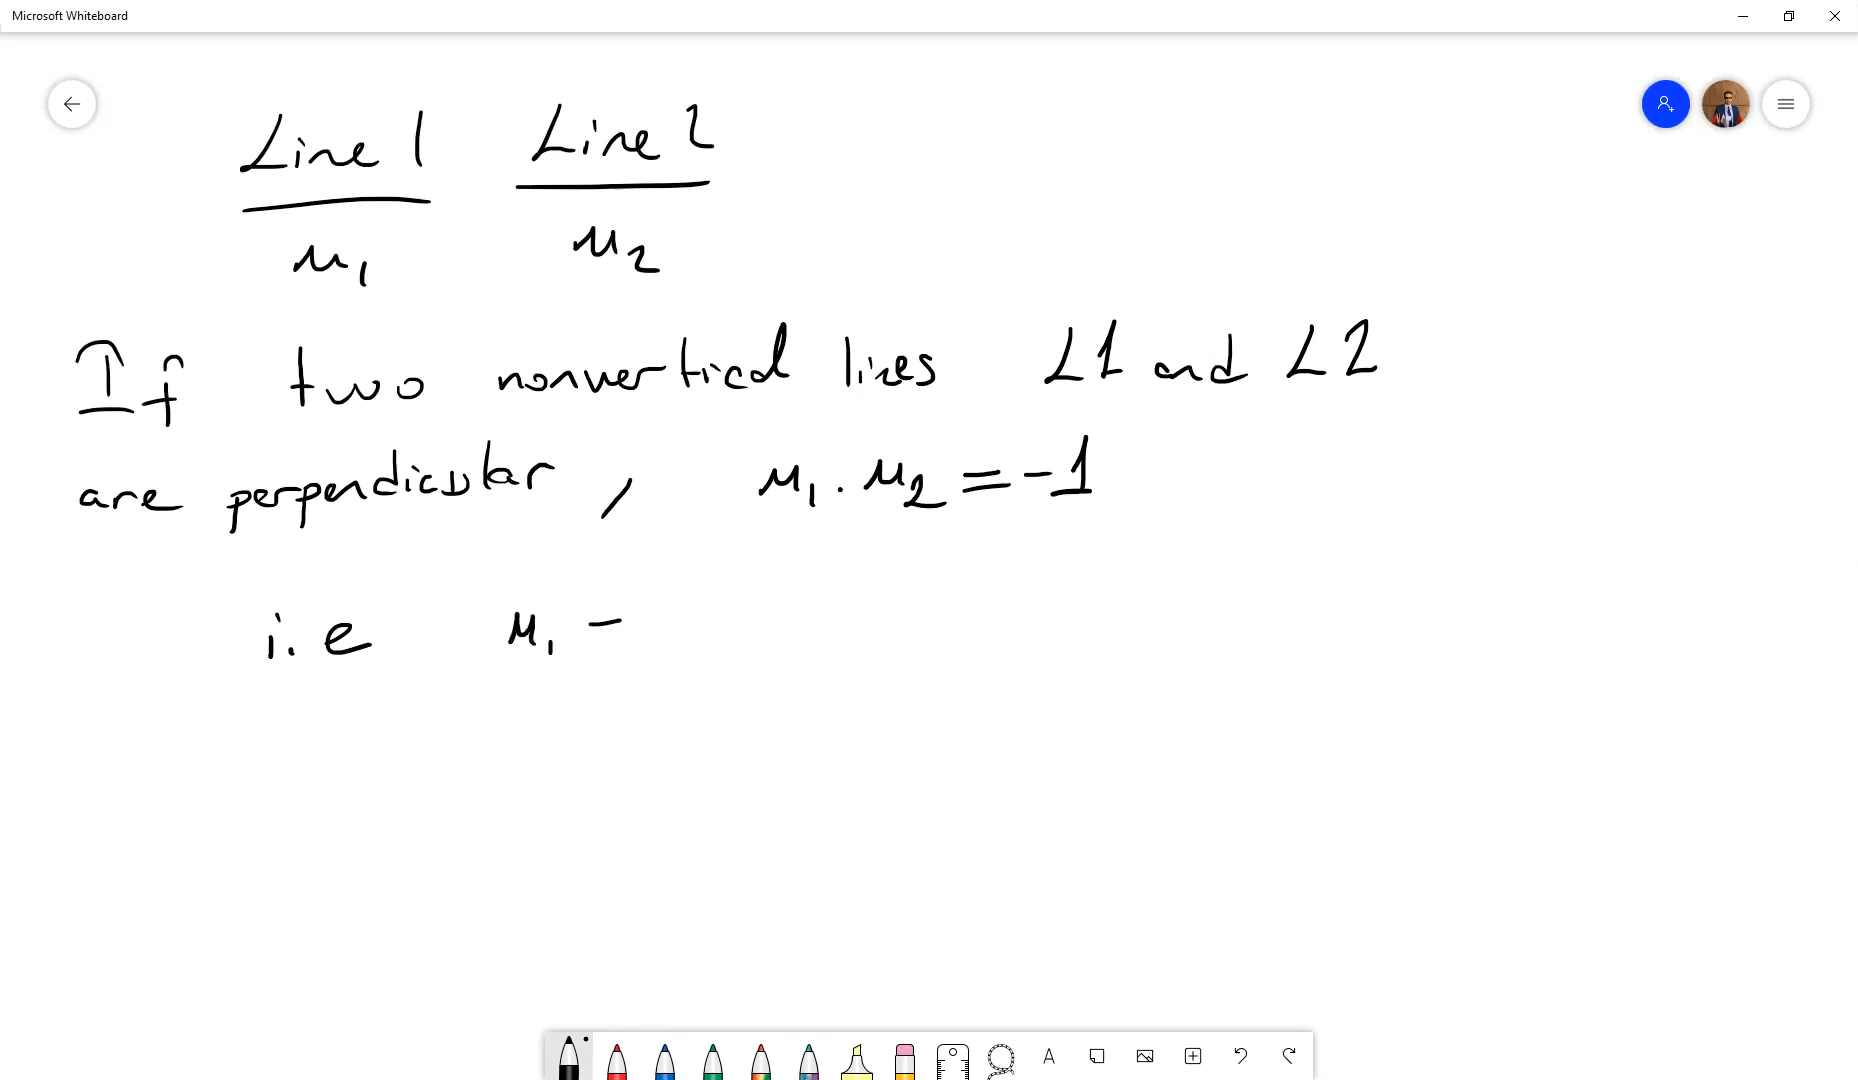 Microsoft Whiteboard
Line 1 Line 2
m₁ m₂
If two nonvertical lines L1 and L2
are perpendicular, m₁ . m₂ = -1
i.e m₁ -
A